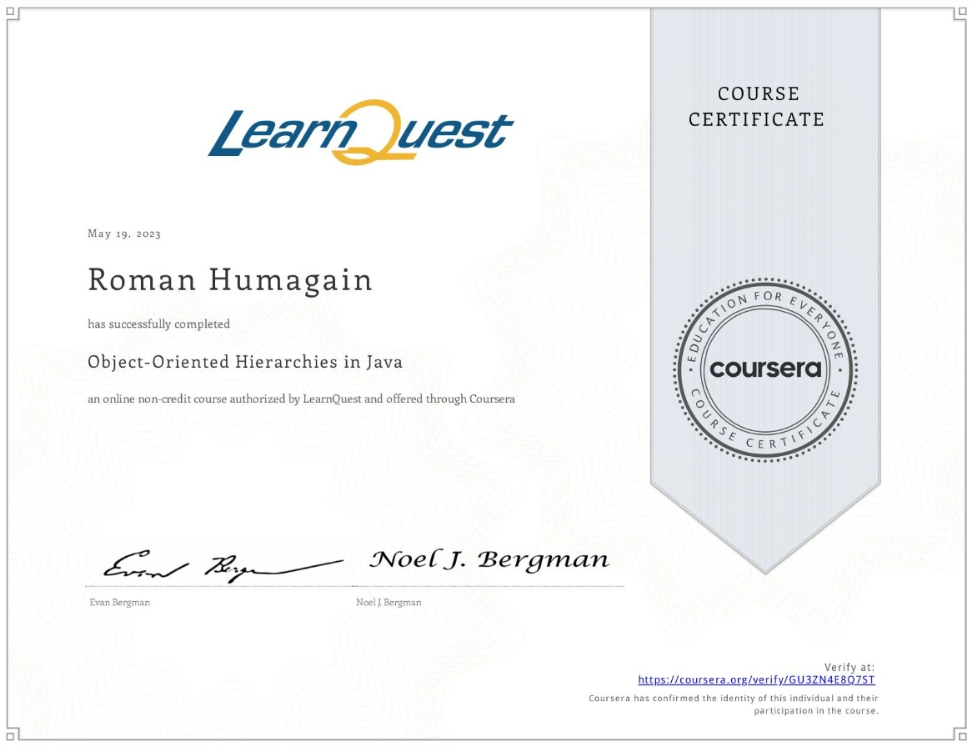 LearnQuest
COURSE
CERTIFICATE
May 19, 2023
Roman Humagain
has successfully completed
Object-Oriented Hierarchies in Java
an online non-credit course authorized by LearnQuest and offered through Coursera
EDUCATION FOR EVERYONE
coursera
COURSE CERTIFICATE
Evan Bergman
Noel J. Bergman
Evan Bergman
Noel J. Bergman
Verify at:
https://coursera.org/verify/GU3ZN4E8Q7ST
Coursera has confirmed the identity of this individual and their
participation in the course.